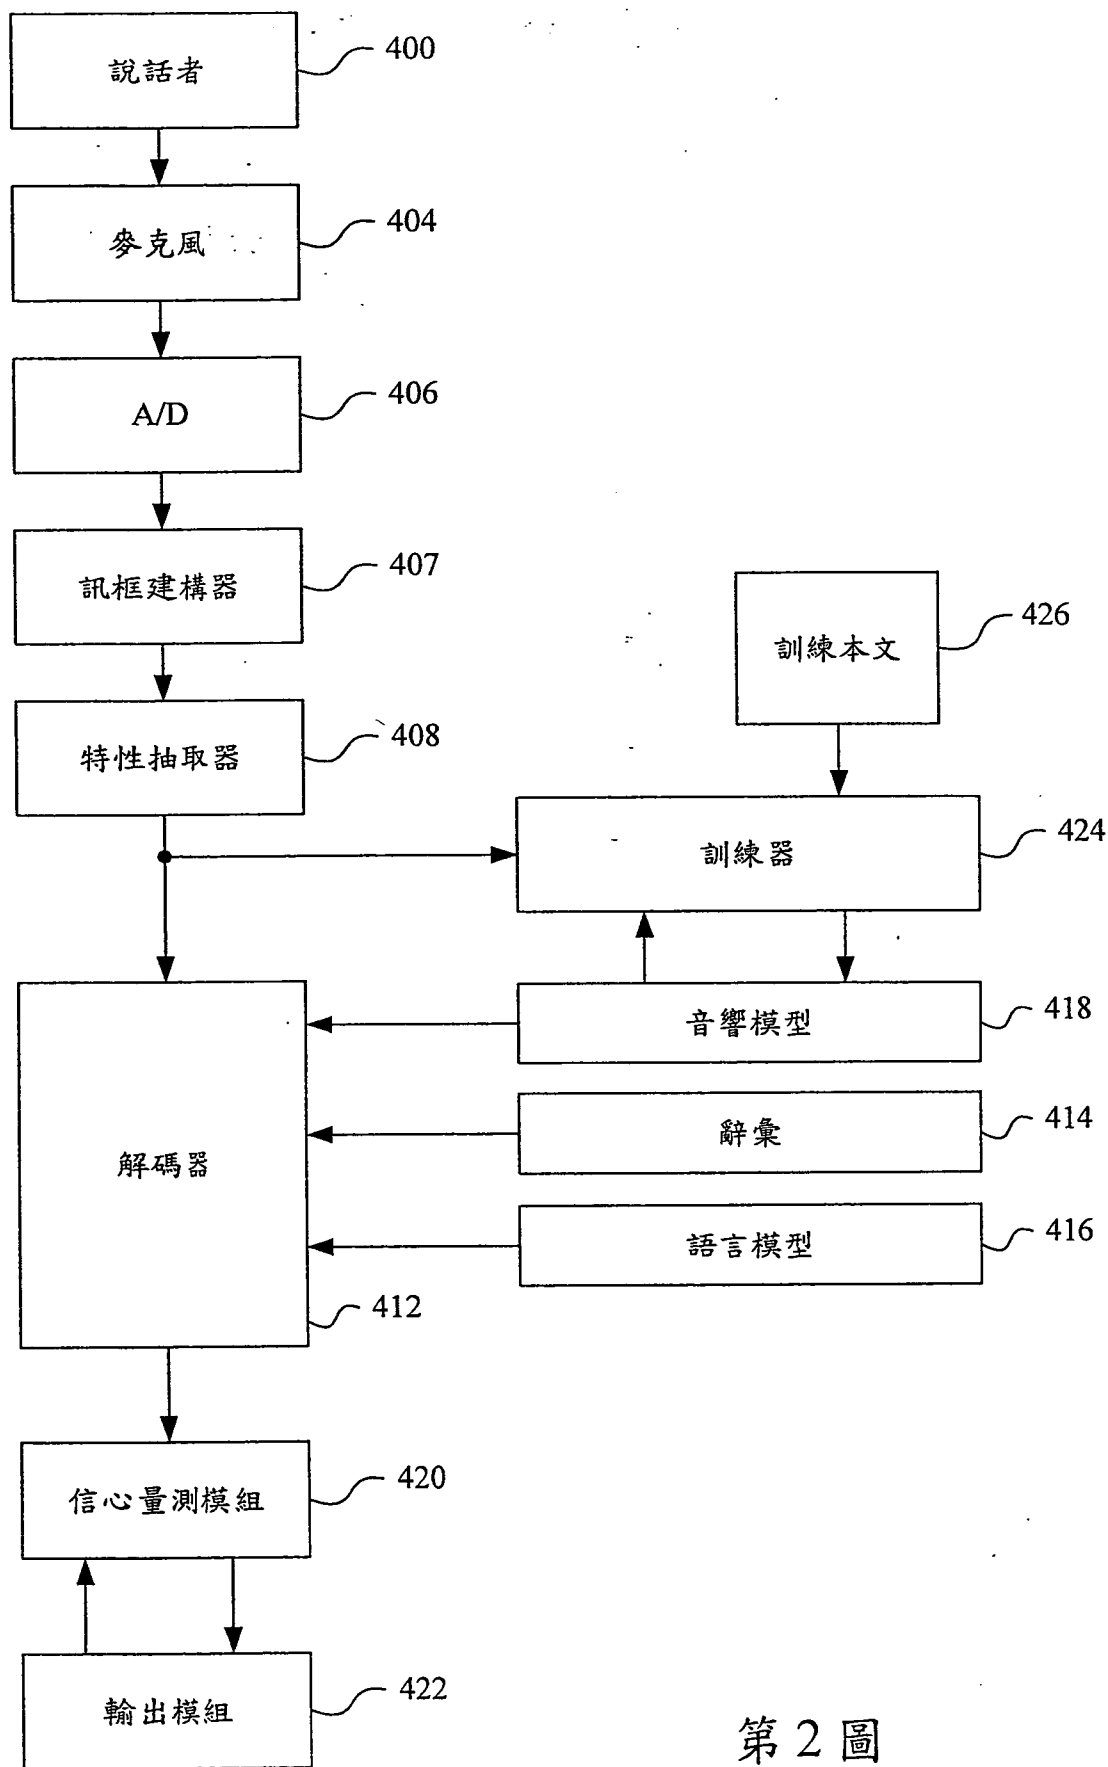 說話者
400
麥克風
404
A/D
406
訊框建構器
407
特性抽取器
408
訓練本文
426
訓練器
424
音響模型
418
辭彙
414
語言模型
416
解碼器
412
信心量測模組
420
輸出模組
422
第2圖